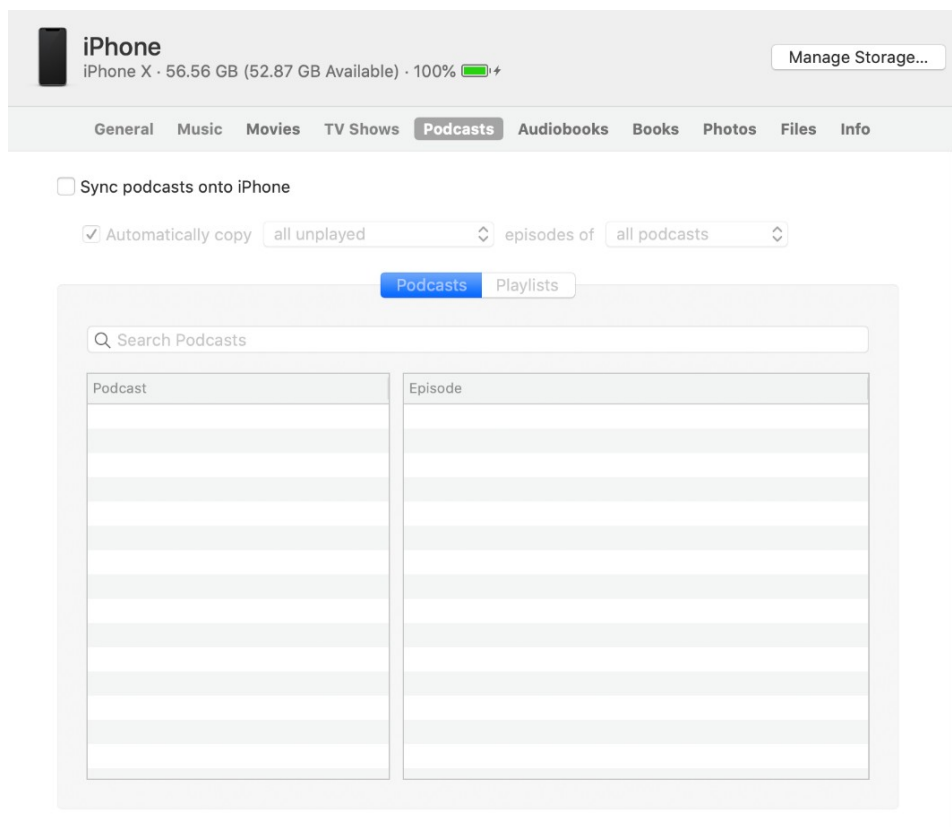 iPhone
iPhone X · 56.56 GB (52.87 GB Available) · 100%
Manage Storage...
General Music Movies TV Shows Podcasts Audiobooks Books Photos Files Info
Sync podcasts onto iPhone
Automatically copy all unplayed episodes of all podcasts
Podcasts Playlists
Search Podcasts
Podcast Episode